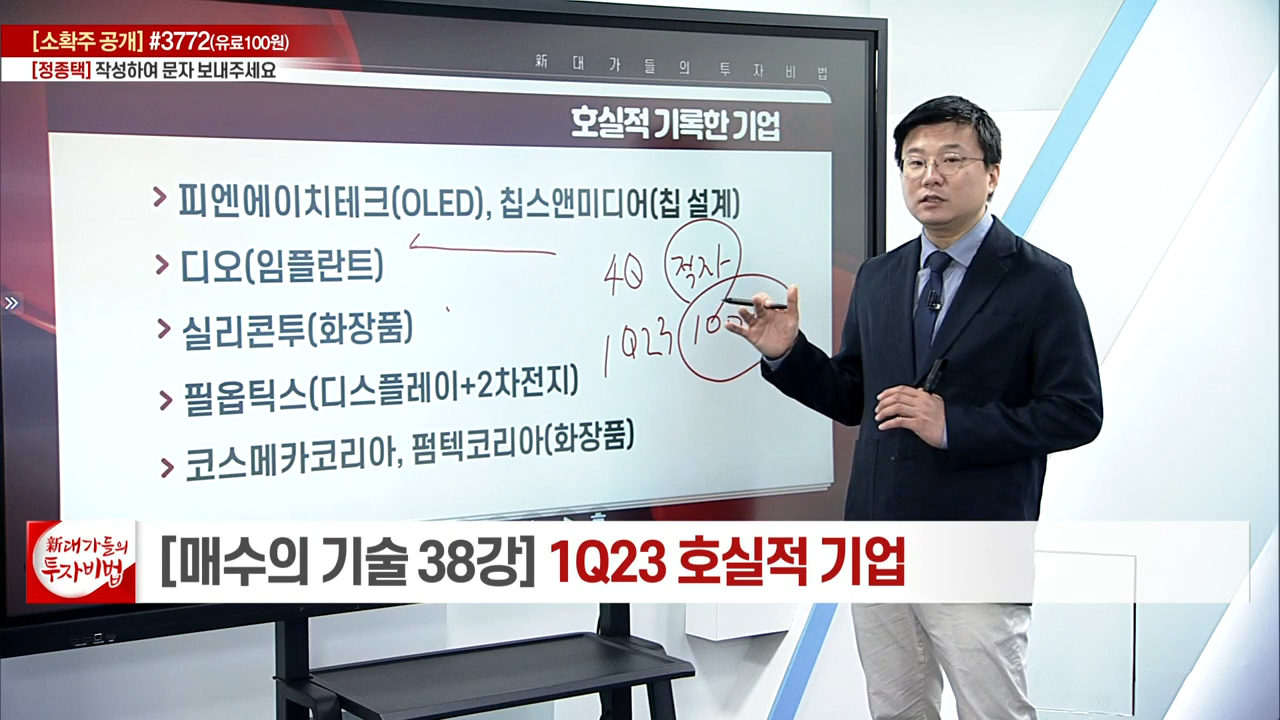 [소확주 공개] #3772(유료100원)
[정종택] 작성하여 문자 보내주세요
新 대 가 들 의 투 자 비 법
호실적 기록한 기업
피엔에이치테크(OLED), 칩스앤미디어(칩 설계)
디오(임플란트)
4Q 적자
실리콘투(화장품)
1Q23 100
필옵틱스(디스플레이+2차전지)
코스메카코리아, 펌텍코리아(화장품)
新대가들의
투자비법
[매수의 기술 38강] 1Q23 호실적 기업